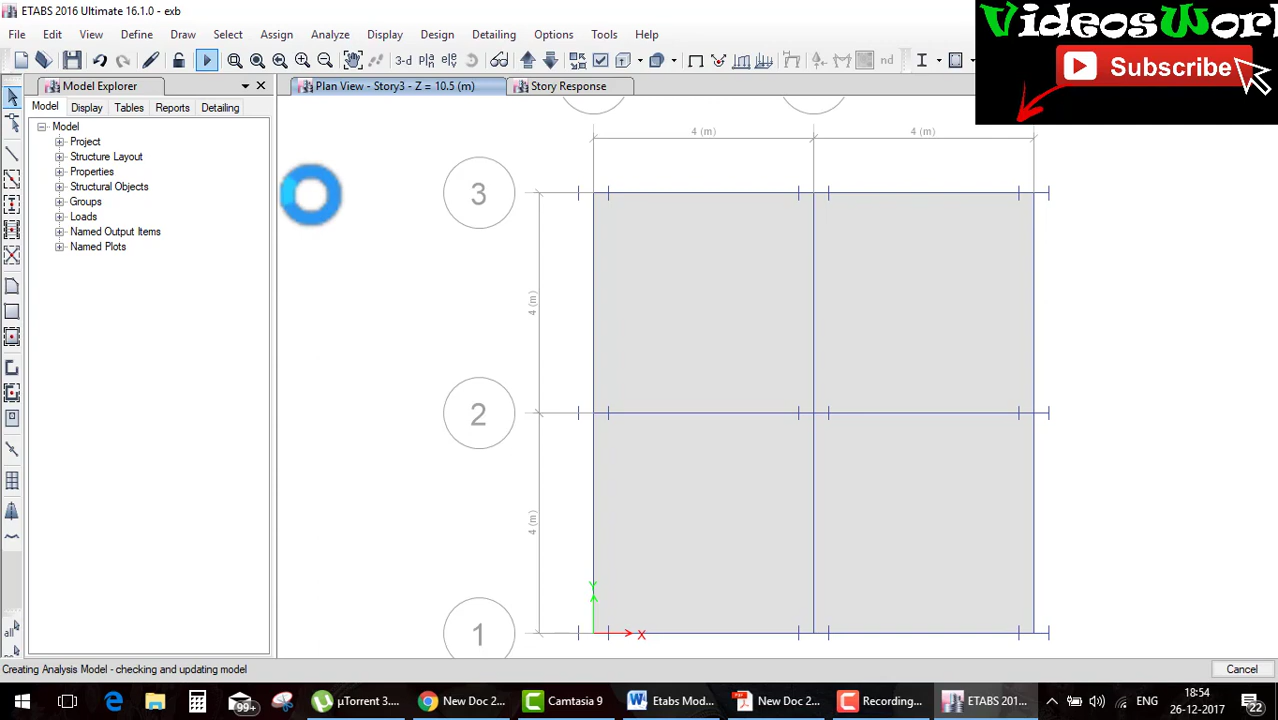 ETABS 2016 Ultimate 16.1.0 - exb
File Edit View Define Draw Select Assign Analyze Display Design Detailing Options Tools Help
3-d
nd
Model Explorer
Plan View - Story3 - Z = 10.5 (m)
Story Response
Model Display Tables Reports Detailing
Model
Project
Structure Layout
Properties
Structural Objects
Groups
Loads
Named Output Items
Named Plots
4 (m)
4 (m)
3
4 (m)
2
4 (m)
1
Y
X
all
Creating Analysis Model - checking and updating model
Cancel
99+
µTorrent 3....
New Doc 2...
Camtasia 9
Etabs Mod...
New Doc 2...
Recording...
ETABS 201...
ENG
18:54
26-12-2017
22
VideosWorl
Subscribe